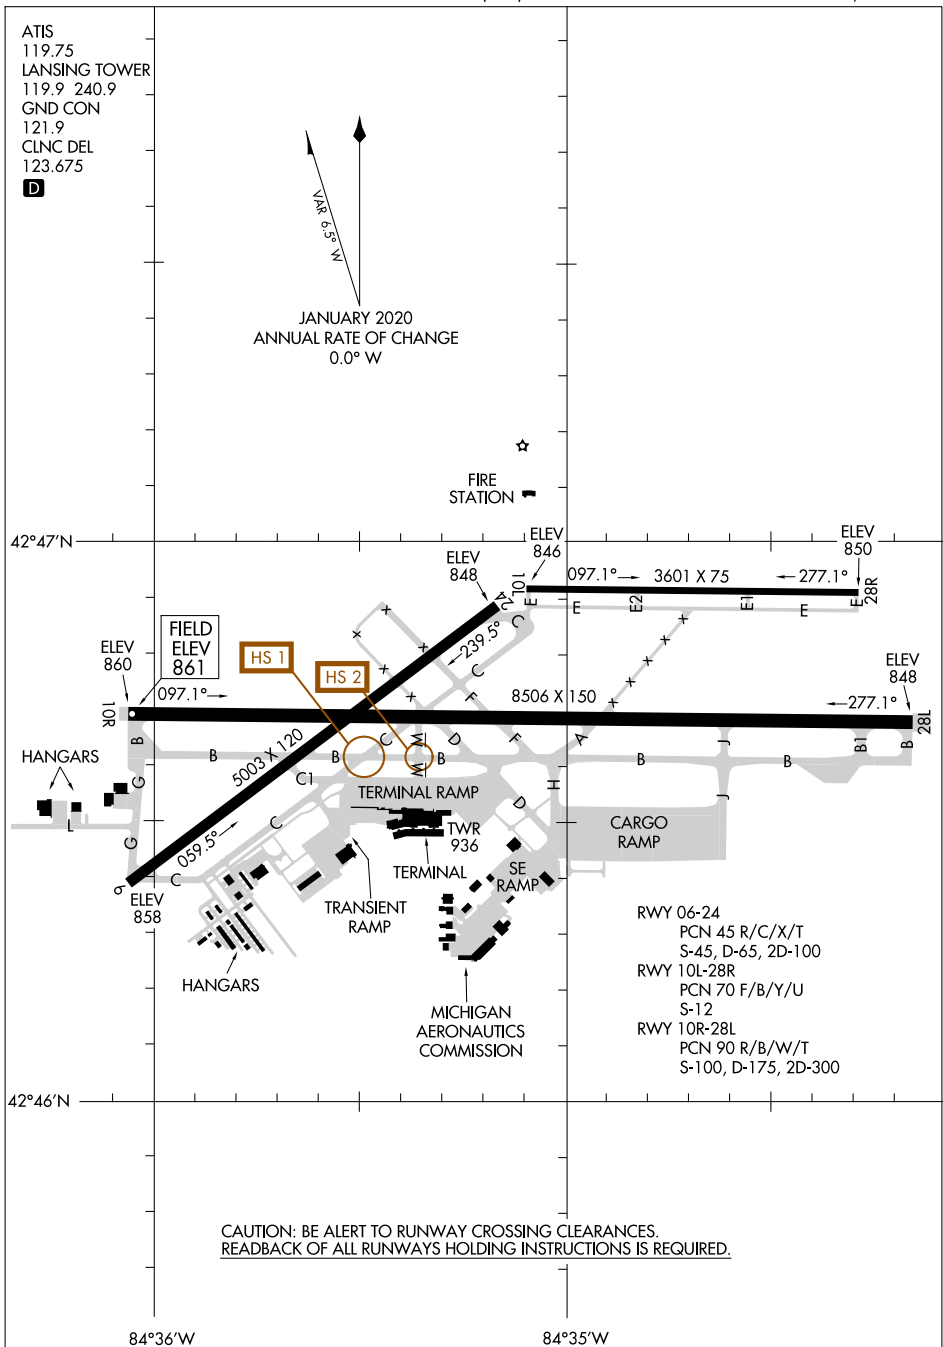 ATIS
119.75
LANSING TOWER
119.9 240.9
GND CON
121.9
CLNC DEL
123.675
D
VAR 6.5° W
JANUARY 2020
ANNUAL RATE OF CHANGE
0.0° W
FIRE
STATION
42°47'N
ELEV
848
ELEV
846
ELEV
850
10L
097.1°
3601 X 75
277.1°
28R
E
E
E2
E1
E
E
24
C
239.5°
X
X
X
X
X
X
X
X
X
X
X
FIELD
ELEV
861
ELEV
860
HS 1
HS 2
C
F
ELEV
848
10R
097.1°
8506 X 150
277.1°
28L
B
B
5003 X 120
B
C
W
W
B
D
F
A
B
J
B
B1
B
HANGARS
G
C1
TERMINAL RAMP
H
J
L
G
059.5°
C
TWR
936
D
CARGO
RAMP
TERMINAL
SE
RAMP
6
C
ELEV
858
TRANSIENT
RAMP
HANGARS
MICHIGAN
AERONAUTICS
COMMISSION
RWY 06-24
PCN 45 R/C/X/T
S-45, D-65, 2D-100
RWY 10L-28R
PCN 70 F/B/Y/U
S-12
RWY 10R-28L
PCN 90 R/B/W/T
S-100, D-175, 2D-300
42°46'N
CAUTION: BE ALERT TO RUNWAY CROSSING CLEARANCES.
READBACK OF ALL RUNWAYS HOLDING INSTRUCTIONS IS REQUIRED.
84°36'W
84°35'W